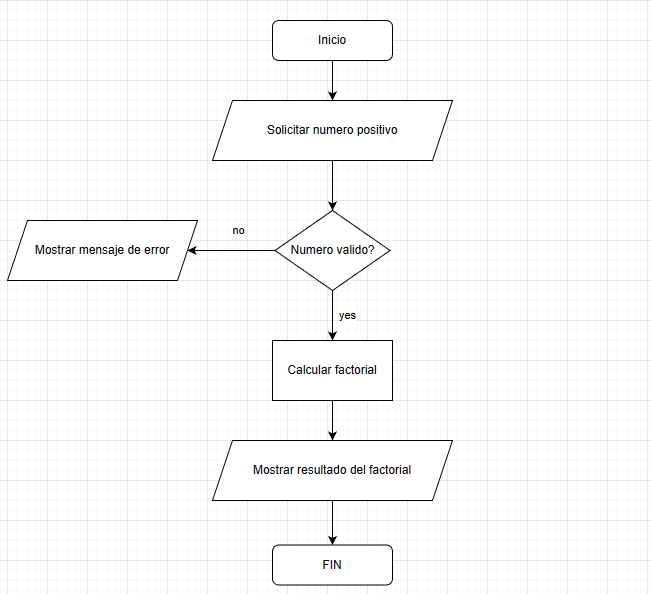 Inicio
Solicitar numero positivo
no
Mostrar mensaje de error
Numero valido?
yes
Calcular factorial
Mostrar resultado del factorial
FIN